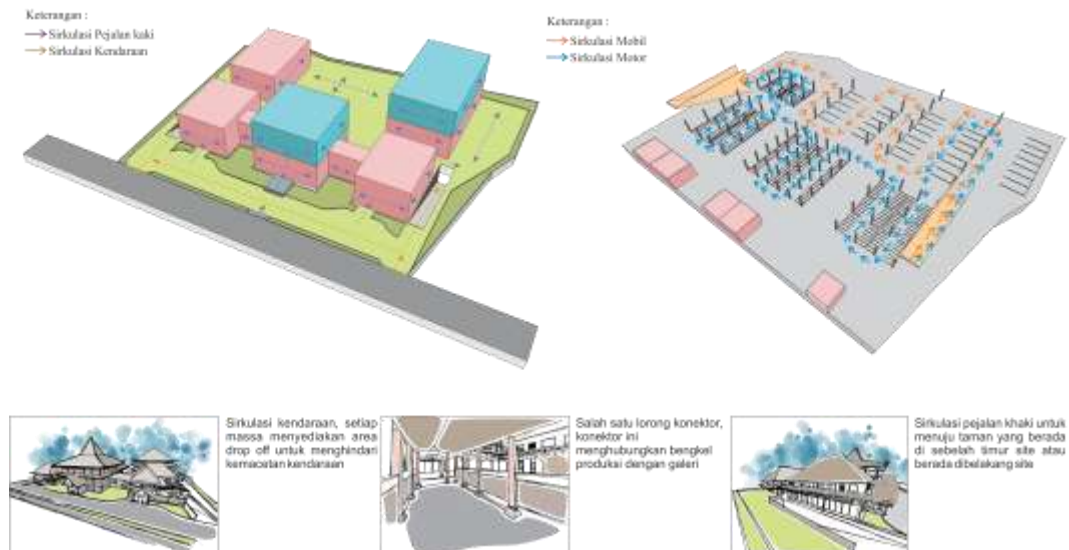 Keterangan :
Sirkulasi Pejalan kaki
Sirkulasi Kendaraan
Keterangan :
Sirkulasi Mobil
Sirkulasi Motor
Sirkulasi kendaraan, setiap
massa menyediakan area
drop off untuk menghindari
kemacatan kendaraan
Salah satu lorong konektor,
konektor ini
menghubungkan bengkel
produksi dengan galeri
Sirkulasi pejalan khaki untuk
menuju taman yang berada
di sebelah timur site atau
berada dibelakang site